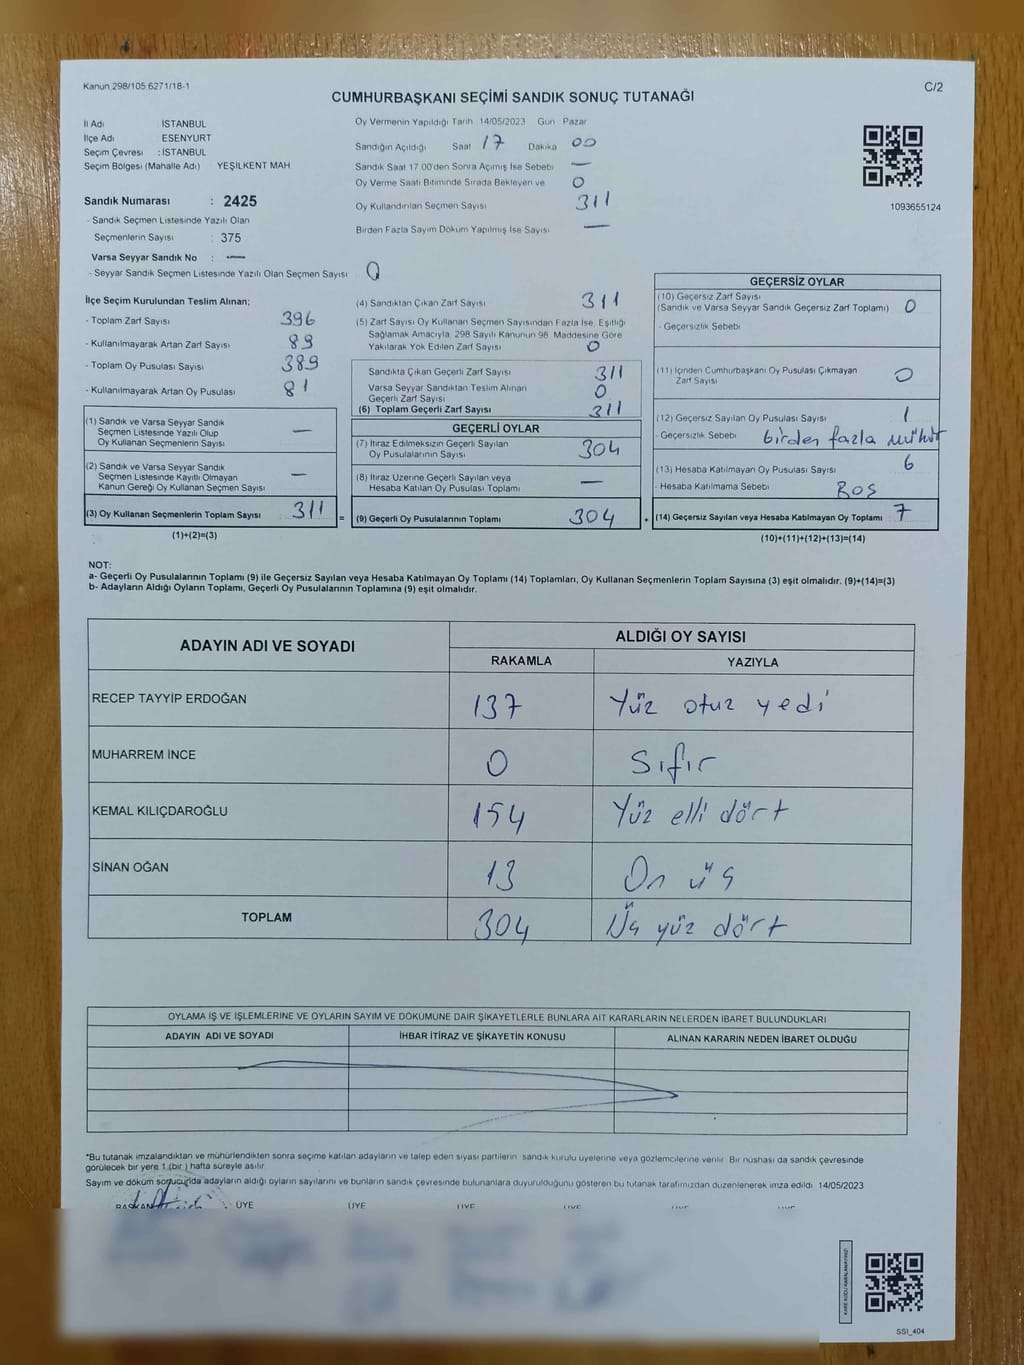 Kanun 298/105,6271/18-1
C/2
CUMHURBAŞKANI SEÇİMİ SANDIK SONUÇ TUTANAĞI
İl Adı İSTANBUL
İlçe Adı ESENYURT
Seçim Çevresi : İSTANBUL
Seçim Bölgesi (Mahalle Adı) YEŞİLKENT MAH
Oy Vermenin Yapıldığı Tarih 14/05/2023 Gün Pazar
Sandığın Açıldığı Saat 17 Dakika 00
Sandık Saat 17.00'den Sonra Açımış İse Sebebi —
Oy Verme Saati Bitiminde Sırada Bekleyen ve 0
Oy Kullandırılan Seçmen Sayısı 311
Birden Fazla Sayım Döküm Yapılmış İse Sayısı —
1093655124
Sandık Numarası : 2425
- Sandık Seçmen Listesinde Yazılı Olan
Seçmenlerin Sayısı : 375
Varsa Seyyar Sandık No : —
- Seyyar Sandık Seçmen Listesinde Yazılı Olan Seçmen Sayısı 0
İlçe Seçim Kurulundan Teslim Alınan;
- Toplam Zarf Sayısı 396
- Kullanılmayarak Artan Zarf Sayısı 89
- Toplam Oy Pusulası Sayısı 389
- Kullanılmayarak Artan Oy Pusulası 81
(1) Sandık ve Varsa Seyyar Sandık
Seçmen Listesinde Yazılı Olup
Oy Kullanan Seçmenlerin Sayısı —
(2) Sandık ve Varsa Seyyar Sandık
Seçmen Listesinde Kayıtlı Olmayan
Kanun Gereği Oy Kullanan Seçmen Sayısı —
(3) Oy Kullanan Seçmenlerin Toplam Sayısı 311 =
(1)+(2)=(3)
(4) Sandıktan Çıkan Zarf Sayısı 311
(5) Zarf Sayısı Oy Kullanan Seçmen Sayısından Fazla İse, Eşitliği
Sağlamak Amacıyla, 298 Sayılı Kanunun 98. Maddesine Göre
Yakılarak Yok Edilen Zarf Sayısı 0
Sandıkta Çıkan Geçerli Zarf Sayısı 311
Varsa Seyyar Sandıktan Teslim Alınan
Geçerli Zarf Sayısı 0
(6) Toplam Geçerli Zarf Sayısı 311
GEÇERLİ OYLAR
(7) İtiraz Edilmeksizin Geçerli Sayılan
Oy Pusulalarının Sayısı 304
(8) İtiraz Üzerine Geçerli Sayılan veya
Hesaba Katılan Oy Pusulası Toplamı —
(9) Geçerli Oy Pusulalarının Toplamı 304 +
GEÇERSİZ OYLAR
(10) Geçersiz Zarf Sayısı
(Sandık ve Varsa Seyyar Sandık Geçersiz Zarf Toplamı) 0
- Geçersizlik Sebebi
(11) İçinden Cumhurbaşkanı Oy Pusulası Çıkmayan
Zarf Sayısı 0
(12) Geçersiz Sayılan Oy Pusulası Sayısı 1
- Geçersizlik Sebebi birden fazla mühür
(13) Hesaba Katılmayan Oy Pusulası Sayısı 6
- Hesaba Katılmama Sebebi Boş
(14) Geçersiz Sayılan veya Hesaba Katılmayan Oy Toplamı 7
(10)+(11)+(12)+(13)=(14)
NOT:
a- Geçerli Oy Pusulalarının Toplamı (9) ile Geçersiz Sayılan veya Hesaba Katılmayan Oy Toplamı (14) Toplamları, Oy Kullanan Seçmenlerin Toplam Sayısına (3) eşit olmalıdır. (9)+(14)=(3)
b- Adayların Aldığı Oyların Toplamı, Geçerli Oy Pusulalarının Toplamına (9) eşit olmalıdır.
ADAYIN ADI VE SOYADI ALDIĞI OY SAYISI
RAKAMLA YAZIYLA
RECEP TAYYİP ERDOĞAN 137 Yüz otuz yedi
MUHARREM İNCE 0 Sıfır
KEMAL KILIÇDAROĞLU 154 Yüz elli dört
SİNAN OĞAN 13 On üç
TOPLAM 304 Üç yüz dört
OYLAMA İŞ VE İŞLEMLERİNE VE OYLARIN SAYIM VE DÖKÜMÜNE DAİR ŞİKAYETLERLE BUNLARA AİT KARARLARIN NELERDEN İBARET BULUNDUKLARI
ADAYIN ADI VE SOYADI İHBAR İTİRAZ VE ŞİKAYETİN KONUSU ALINAN KARARIN NEDEN İBARET OLDUĞU
*Bu tutanak imzalandıktan ve mühürlendikten sonra seçime katılan adayların ve talep eden siyasi partilerin sandık kurulu üyelerine veya gözlemcilerine verilir. Bir nüshası da sandık çevresinde
görülecek bir yere 1 (bir) hafta süreyle asılır.
Sayım ve döküm sonucunda adayların aldığı oyların sayılarını ve bunların sandık çevresinde bulunanlara duyurulduğunu gösteren bu tutanak tarafımızdan düzenlenerek imza edildi. 14/05/2023
BAŞKAN ÜYE ÜYE ÜYE ÜYE ÜYE
KARE KODU KARALAMAYINIZ!
SSI_404